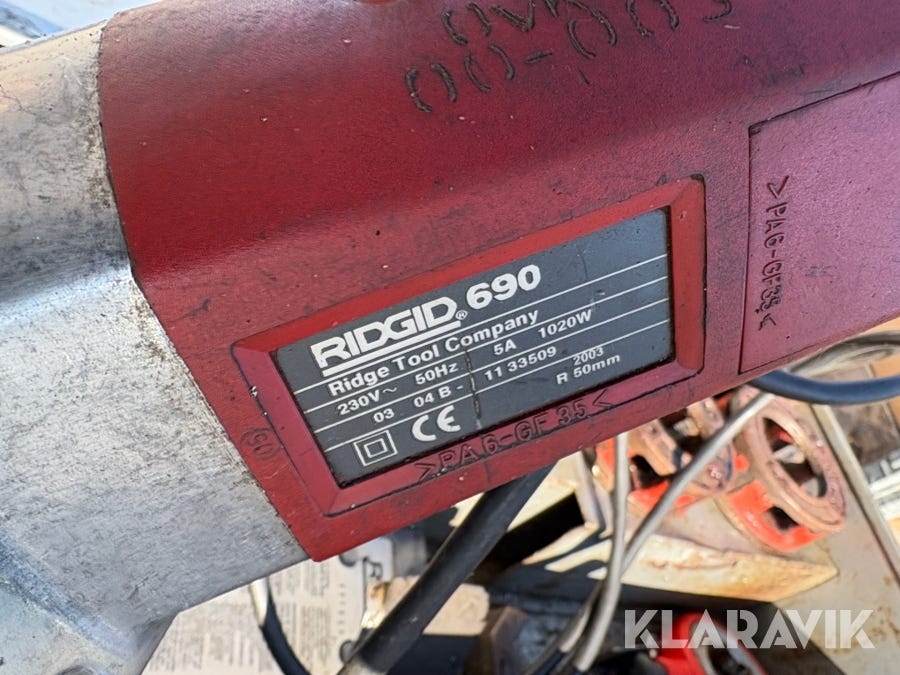 RIDGID® 690
Ridge Tool Company
230V~ 50Hz 5A 1020W
03 04 B - 11 33509 2003
R 50mm
CE
>PA6-GF35<
>PA6-GF35<
KLARAVIK